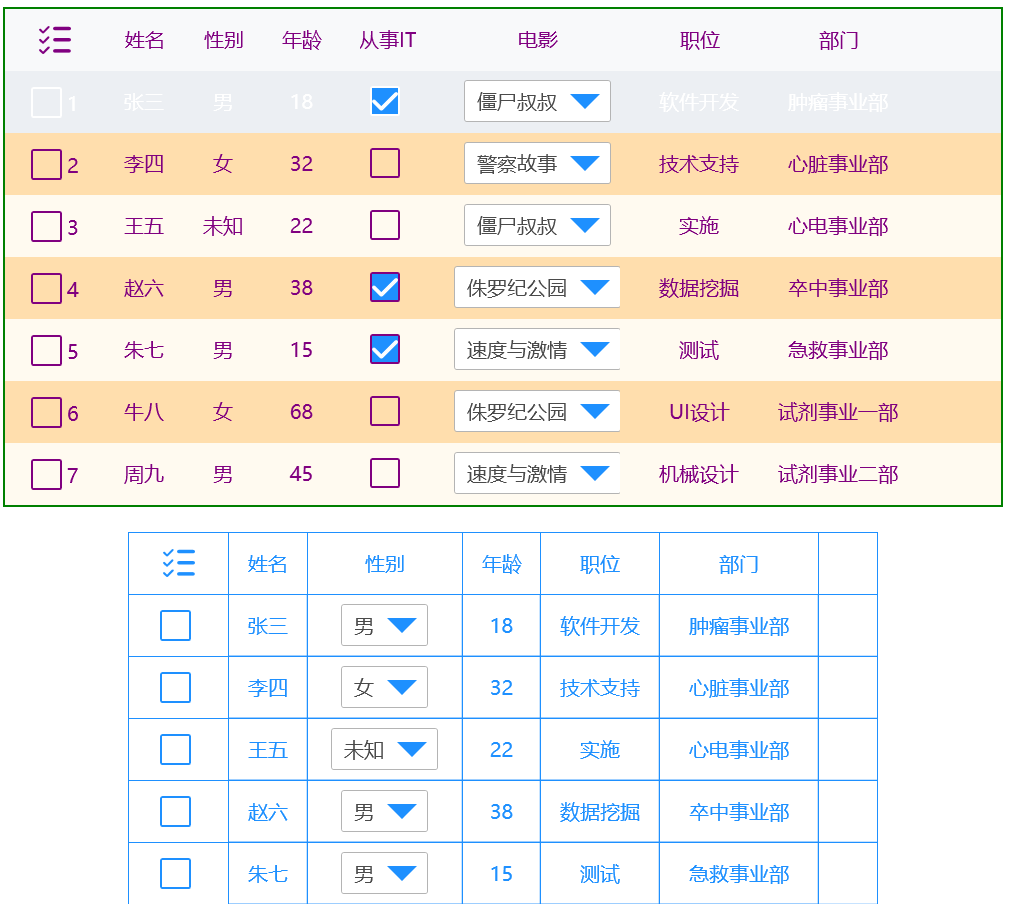 姓名 性别 年龄 从事IT 电影 职位 部门
1 张三 男 18 僵尸叔叔 软件开发 肿瘤事业部
2 李四 女 32 警察故事 技术支持 心脏事业部
3 王五 未知 22 僵尸叔叔 实施 心电事业部
4 赵六 男 38 侏罗纪公园 数据挖掘 卒中事业部
5 朱七 男 15 速度与激情 测试 急救事业部
6 牛八 女 68 侏罗纪公园 UI设计 试剂事业一部
7 周九 男 45 速度与激情 机械设计 试剂事业二部
姓名 性别 年龄 职位 部门
张三 男 18 软件开发 肿瘤事业部
李四 女 32 技术支持 心脏事业部
王五 未知 22 实施 心电事业部
赵六 男 38 数据挖掘 卒中事业部
朱七 男 15 测试 急救事业部